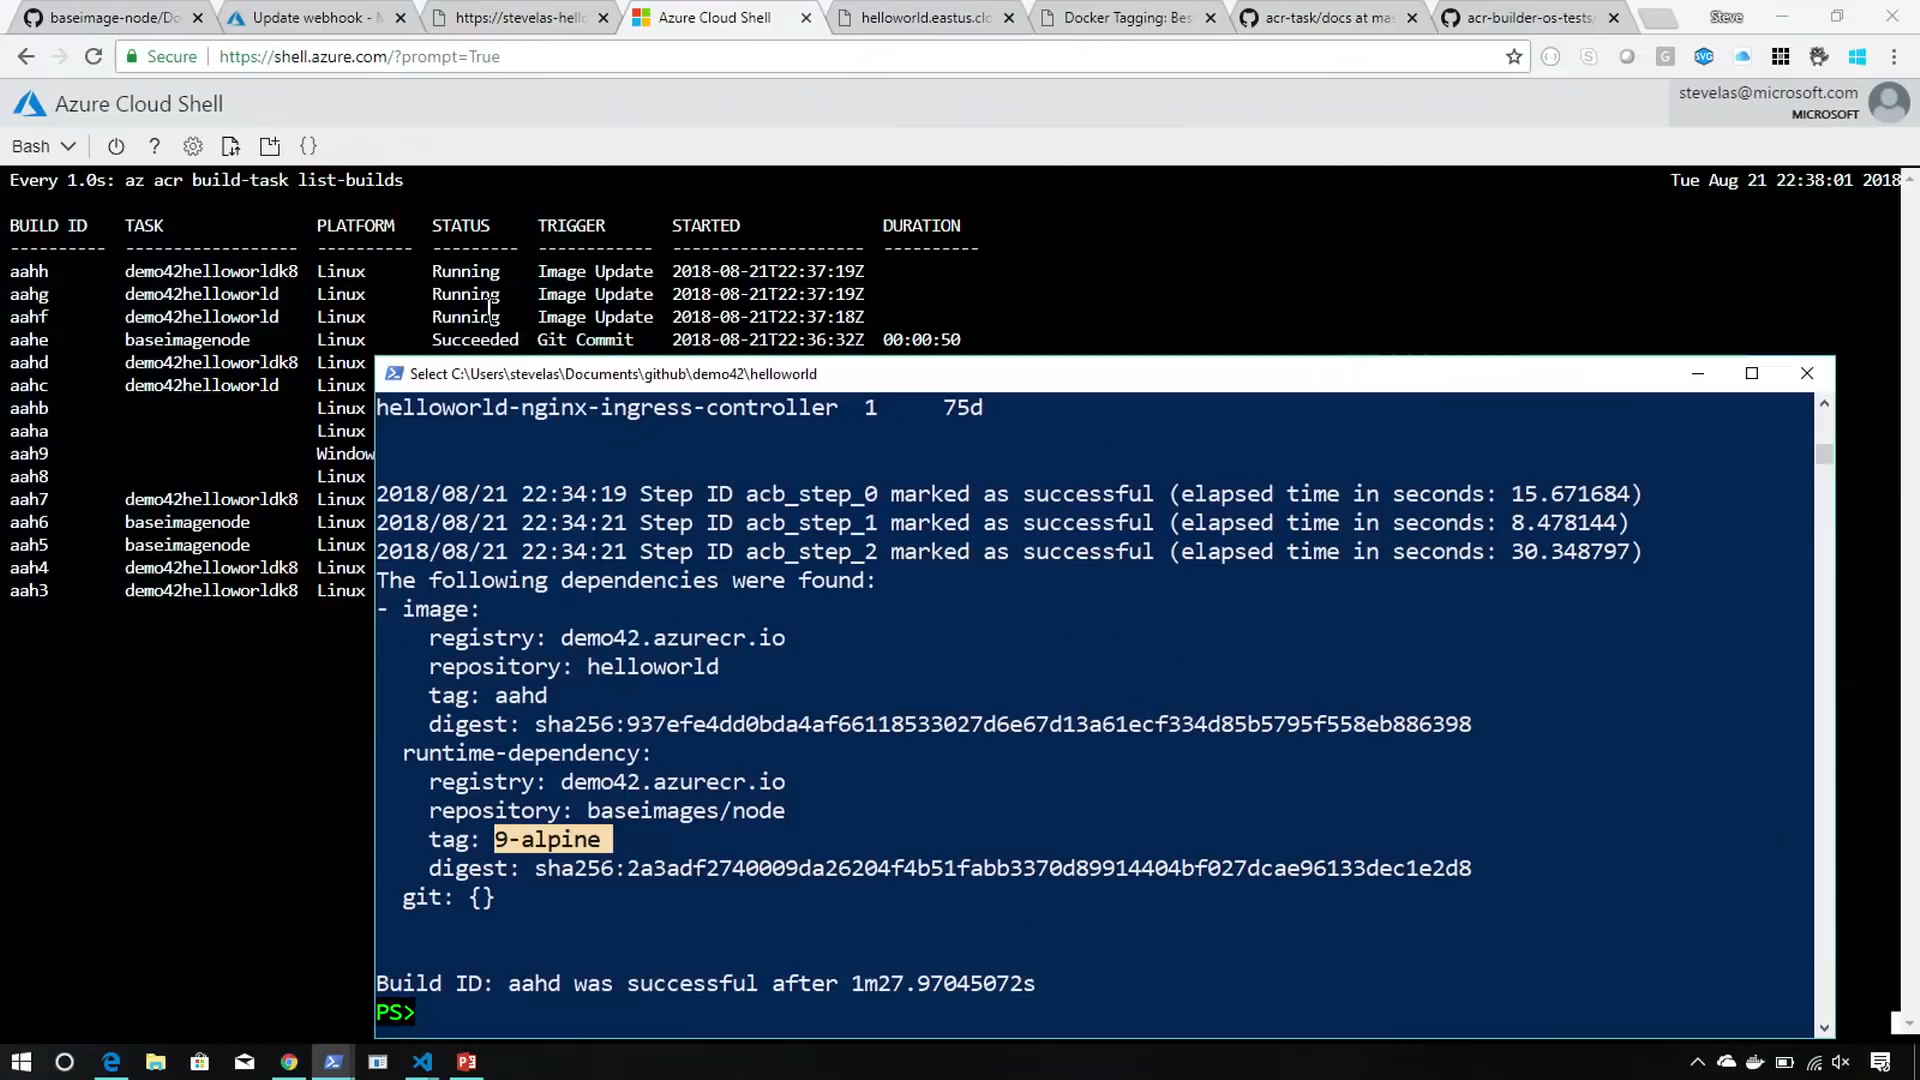 baseimage-node/Do
Update webhook - M
https://stevelas-hell
Azure Cloud Shell
helloworld.eastus.clo
Docker Tagging: Bes
acr-task/docs at mas
acr-builder-os-tests/
Steve
Secure
https://shell.azure.com/?prompt=True
Azure Cloud Shell
stevelas@microsoft.com
MICROSOFT
Bash
Every 1.0s: az acr build-task list-builds
Tue Aug 21 22:38:01 2018
BUILD ID TASK PLATFORM STATUS TRIGGER STARTED DURATION
aahh demo42helloworldk8 Linux Running Image Update 2018-08-21T22:37:19Z
aahg demo42helloworld Linux Running Image Update 2018-08-21T22:37:19Z
aahf demo42helloworld Linux Running Image Update 2018-08-21T22:37:18Z
aahe baseimagenode Linux Succeeded Git Commit 2018-08-21T22:36:32Z 00:00:50
aahd demo42helloworldk8 Linux
aahc demo42helloworld Linux
aahb Linux
aaha Linux
aah9 Window
aah8 Linux
aah7 demo42helloworldk8 Linux
aah6 baseimagenode Linux
aah5 baseimagenode Linux
aah4 demo42helloworldk8 Linux
aah3 demo42helloworldk8 Linux
Select C:\Users\stevelas\Documents\github\demo42\helloworld
helloworld-nginx-ingress-controller 1 75d
2018/08/21 22:34:19 Step ID acb_step_0 marked as successful (elapsed time in seconds: 15.671684)
2018/08/21 22:34:21 Step ID acb_step_1 marked as successful (elapsed time in seconds: 8.478144)
2018/08/21 22:34:21 Step ID acb_step_2 marked as successful (elapsed time in seconds: 30.348797)
The following dependencies were found:
- image:
registry: demo42.azurecr.io
repository: helloworld
tag: aahd
digest: sha256:937efe4dd0bda4af66118533027d6e67d13a61ecf334d85b5795f558eb886398
runtime-dependency:
registry: demo42.azurecr.io
repository: baseimages/node
tag: 9-alpine
digest: sha256:2a3adf2740009da26204f4b51fabb3370d89914404bf027dcae96133dec1e2d8
git: {}
Build ID: aahd was successful after 1m27.97045072s
PS>